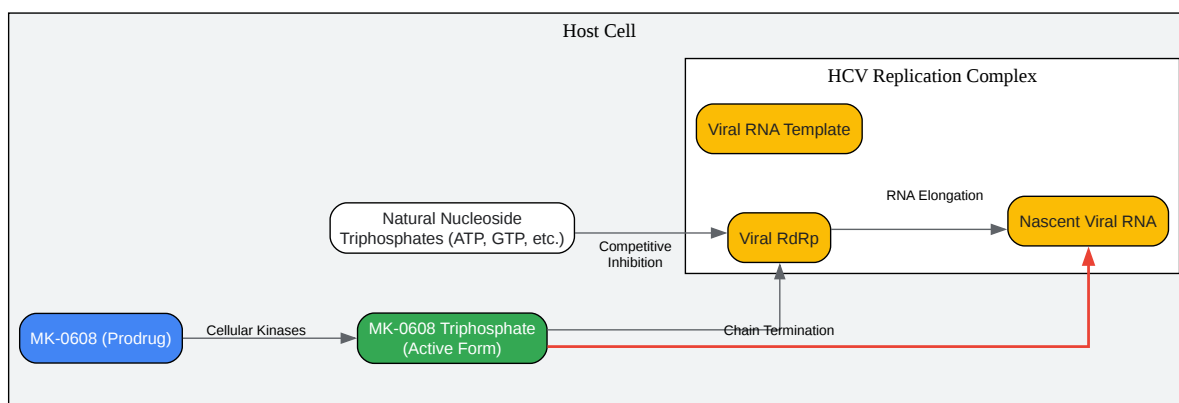 Host Cell
HCV Replication Complex
Viral RNA Template
RNA Elongation
Natural Nucleoside
Triphosphates (ATP, GTP, etc.)
Competitive
Inhibition
Viral RdRp
Nascent Viral RNA
MK-0608 (Prodrug)
Cellular Kinases
MK-0608 Triphosphate
(Active Form)
Chain Termination